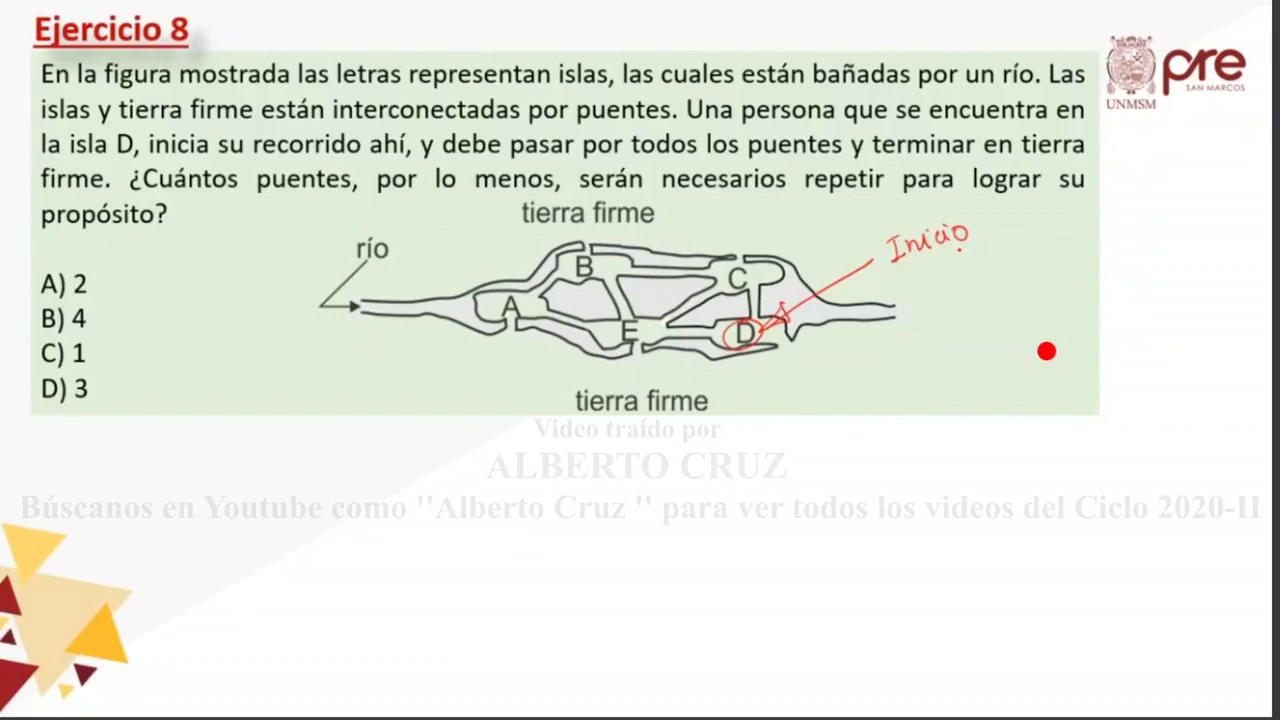 Ejercicio 8
En la figura mostrada las letras representan islas, las cuales están bañadas por un río. Las
islas y tierra firme están interconectadas por puentes. Una persona que se encuentra en
la isla D, inicia su recorrido ahí, y debe pasar por todos los puentes y terminar en tierra
firme. ¿Cuántos puentes, por lo menos, serán necesarios repetir para lograr su
propósito?
tierra firme
río
Inicio
A) 2
B) 4
C) 1
D) 3
B
C
A
E
D
tierra firme
UNMSM
pre
SAN MARCOS
Video traído por
ALBERTO CRUZ
Búscanos en Youtube como "Alberto Cruz " para ver todos los videos del Ciclo 2020-II